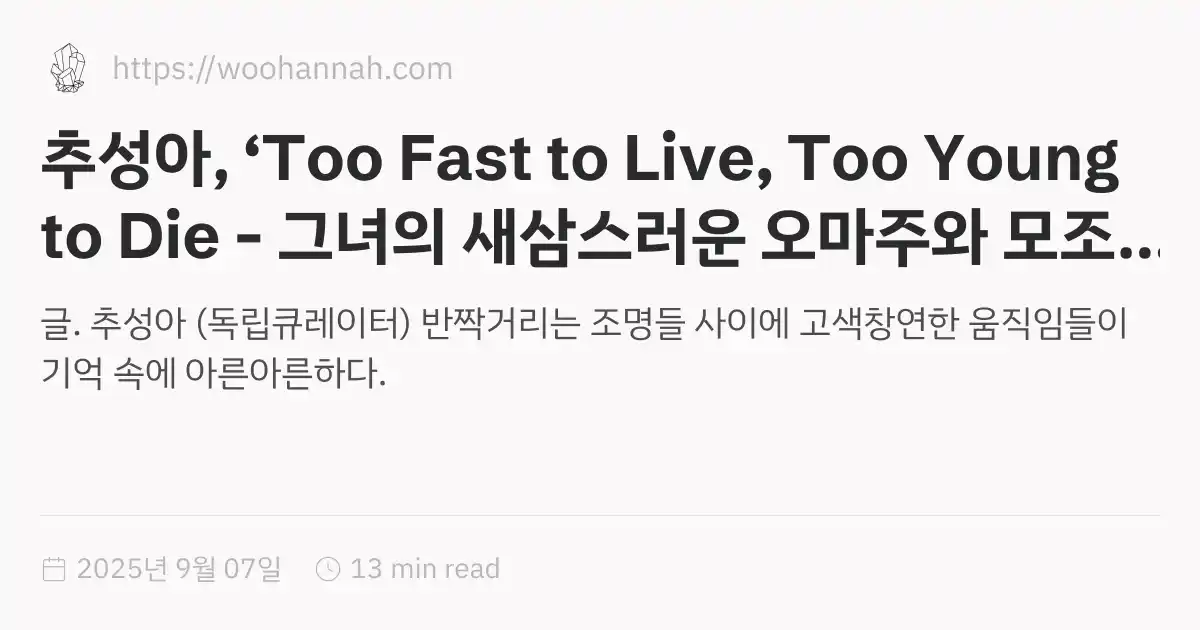 https://woohannah.com
추성아, ‘Too Fast to Live, Too Young
to Die - 그녀의 새삼스러운 오마주와 모조...
글. 추성아 (독립큐레이터) 반짝거리는 조명들 사이에 고색창연한 움직임들이
기억 속에 아른아른하다.
2025년 9월 07일 13 min read